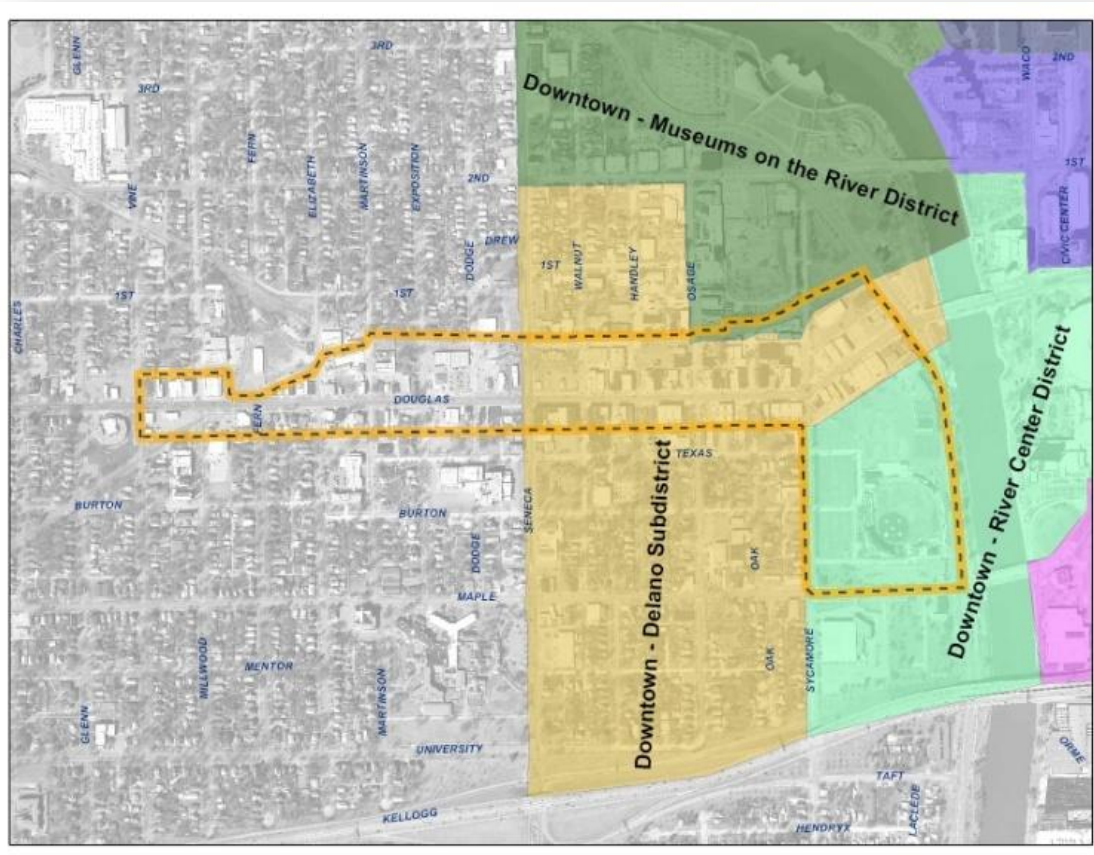 GLENN
3RD
WACO
2ND
3RD
Downtown - Museums on the River District
FERN
ELIZABETH
MARTINSON
EXPOSITION
1ST
VINE
2ND
CIVIC CENTER
DREW
DODGE
1ST
WALNUT
HANDLEY
OSAGE
1ST
1ST
CHARLES
DOUGLAS
FERN
TEXAS
Downtown - Delano Subdistrict
Downtown - River Center District
SENECA
BURTON
BURTON
DODGE
OAK
MAPLE
MILLWOOD
MENTOR
MARTINSON
OAK
SYCAMORE
GLENN
UNIVERSITY
ORME
TAFT
LACLEDE
KELLOGG
HENDRYX